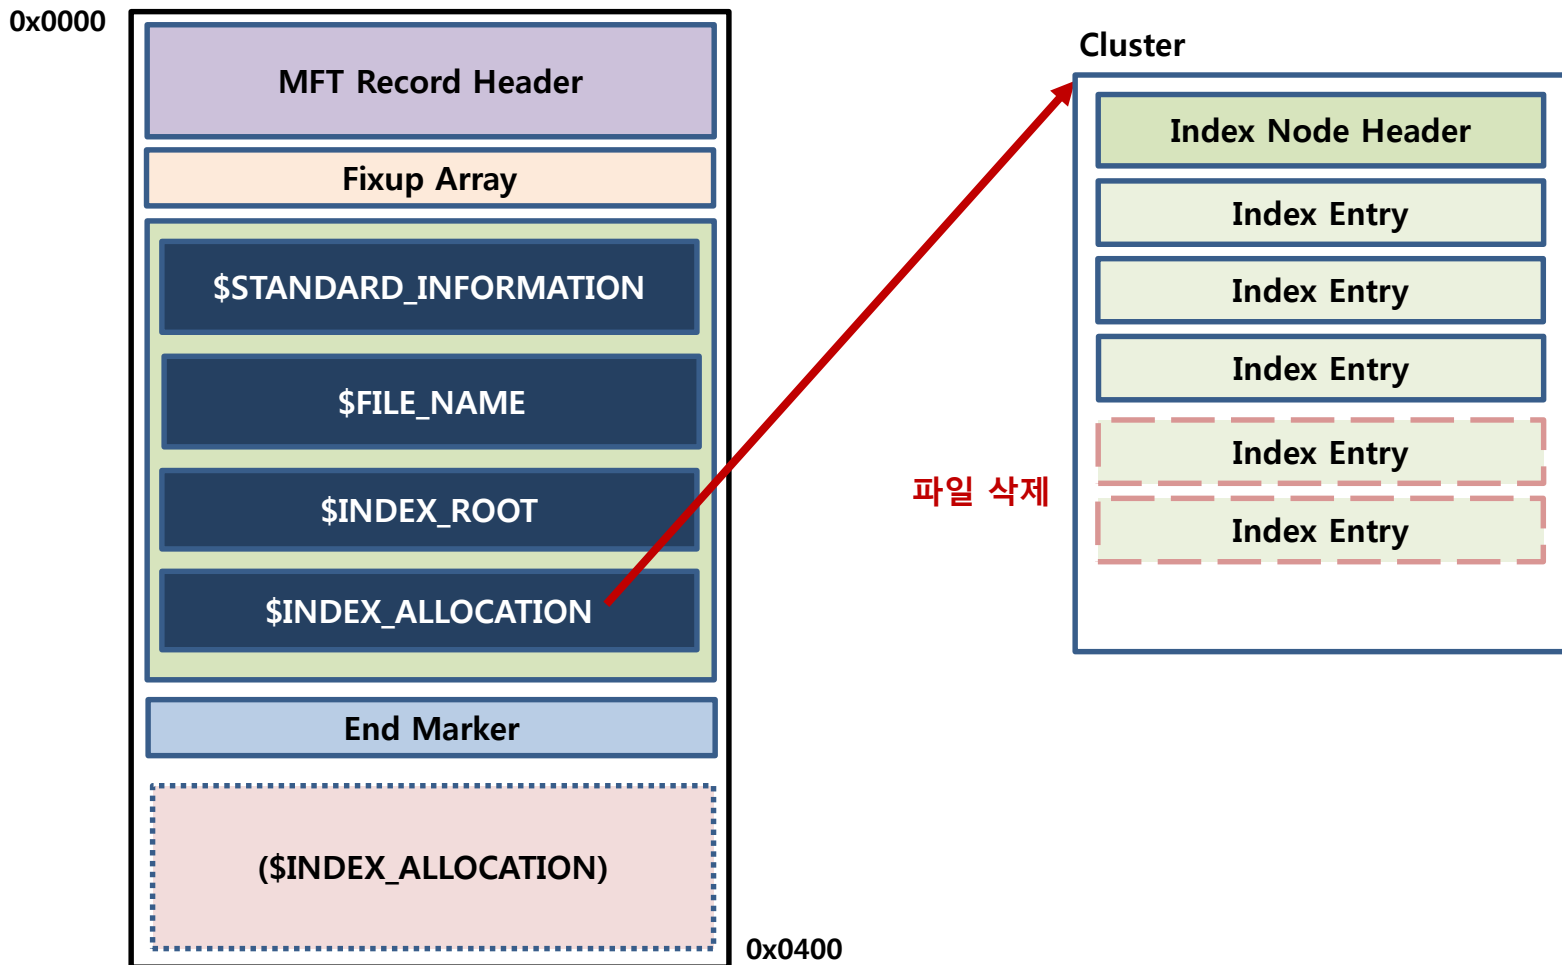 0x0000
MFT Record Header
Fixup Array
$STANDARD_INFORMATION
$FILE_NAME
$INDEX_ROOT
$INDEX_ALLOCATION
End Marker
($INDEX_ALLOCATION)
0x0400
Cluster
Index Node Header
Index Entry
Index Entry
Index Entry
파일 삭제
Index Entry
Index Entry